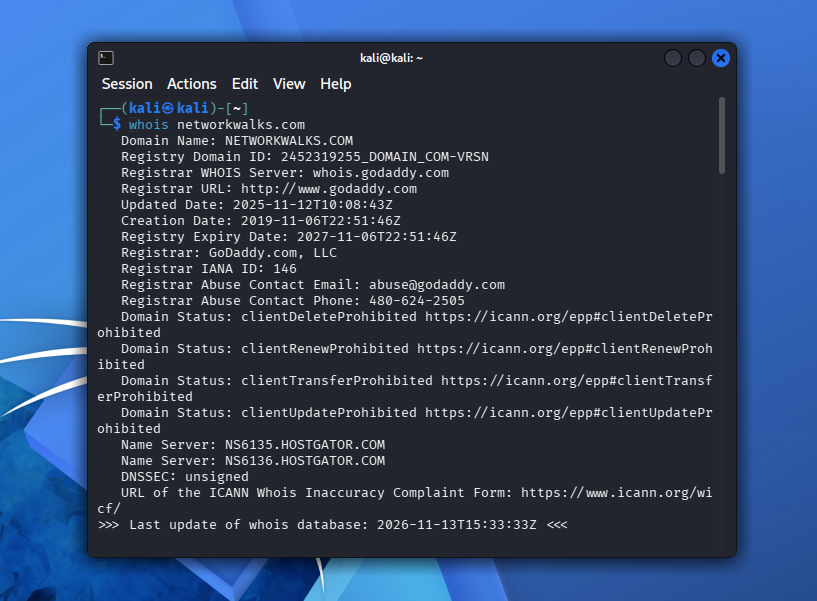 kali@kali: ~
Session Actions Edit View Help
┌──(kali㉿kali)-[~]
└─$ whois networkwalks.com
Domain Name: NETWORKWALKS.COM
Registry Domain ID: 2452319255_DOMAIN_COM-VRSN
Registrar WHOIS Server: whois.godaddy.com
Registrar URL: http://www.godaddy.com
Updated Date: 2025-11-12T10:08:43Z
Creation Date: 2019-11-06T22:51:46Z
Registry Expiry Date: 2027-11-06T22:51:46Z
Registrar: GoDaddy.com, LLC
Registrar IANA ID: 146
Registrar Abuse Contact Email: abuse@godaddy.com
Registrar Abuse Contact Phone: 480-624-2505
Domain Status: clientDeleteProhibited https://icann.org/epp#clientDeletePr
ohibited
Domain Status: clientRenewProhibited https://icann.org/epp#clientRenewProh
ibited
Domain Status: clientTransferProhibited https://icann.org/epp#clientTransf
erProhibited
Domain Status: clientUpdateProhibited https://icann.org/epp#clientUpdatePr
ohibited
Name Server: NS6135.HOSTGATOR.COM
Name Server: NS6136.HOSTGATOR.COM
DNSSEC: unsigned
URL of the ICANN Whois Inaccuracy Complaint Form: https://www.icann.org/wi
cf/
>>> Last update of whois database: 2026-11-13T15:33:33Z <<<